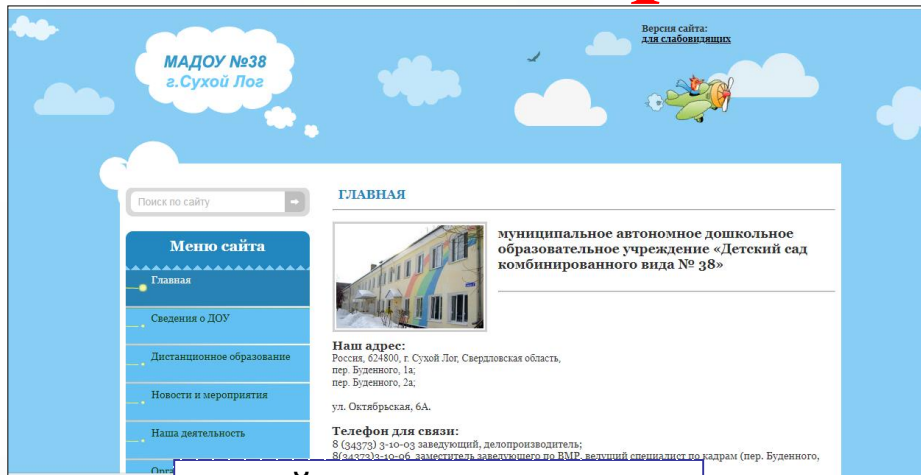 Версия сайта:
для слабовидящих
МАДОУ №38
г.Сухой Лог
Поиск по сайту
Меню сайта
Главная
Сведения о ДОУ
Дистанционное образование
Новости и мероприятия
Наша деятельность
ГЛАВНАЯ
муниципальное автономное дошкольное
образовательное учреждение «Детский сад
комбинированного вида № 38»
Наш адрес:
Россия, 624800, г. Сухой Лог, Свердловская область,
пер. Буденного, 1а;
пер. Буденного, 2а;
ул. Октябрьская, 6А.
Телефон для связи:
8 (34373) 3-10-03 заведующий, делопроизводитель;
8(34373)3-10-06 заместитель заведующего по ВМР, ведущий специалист по кадрам (пер. Буденного,